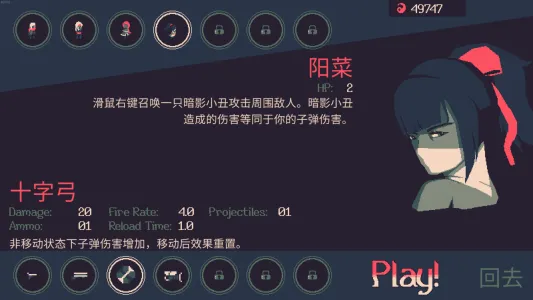 49747
阳菜
HP: 2
滑鼠右键召唤一只暗影小丑攻击周围敌人。暗影小丑
造成的伤害等同于你的子弹伤害。
十字弓
Damage: 20 Fire Rate: 4.0 Projectiles: 01
Ammo: 01 Reload Time: 1.0
非移动状态下子弹伤害增加，移动后效果重置。
Play! 回去